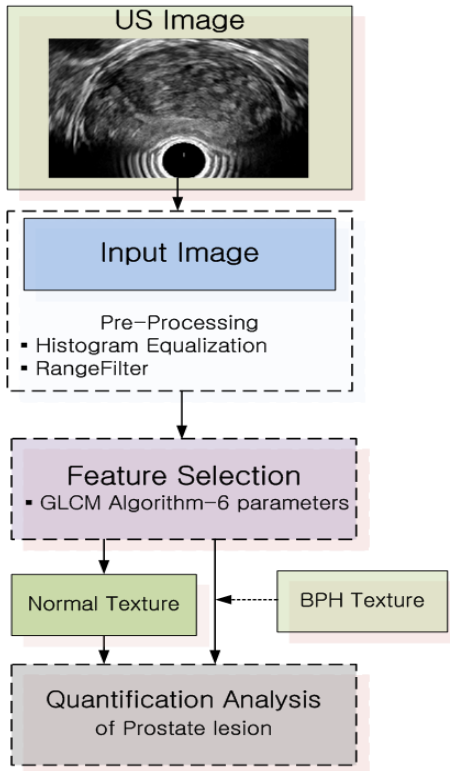 US Image
Input Image
Pre-Processing
▪ Histogram Equalization
▪ RangeFilter
Feature Selection
▪ GLCM Algorithm-6 parameters
Normal Texture
BPH Texture
Quantification Analysis
of Prostate lesion